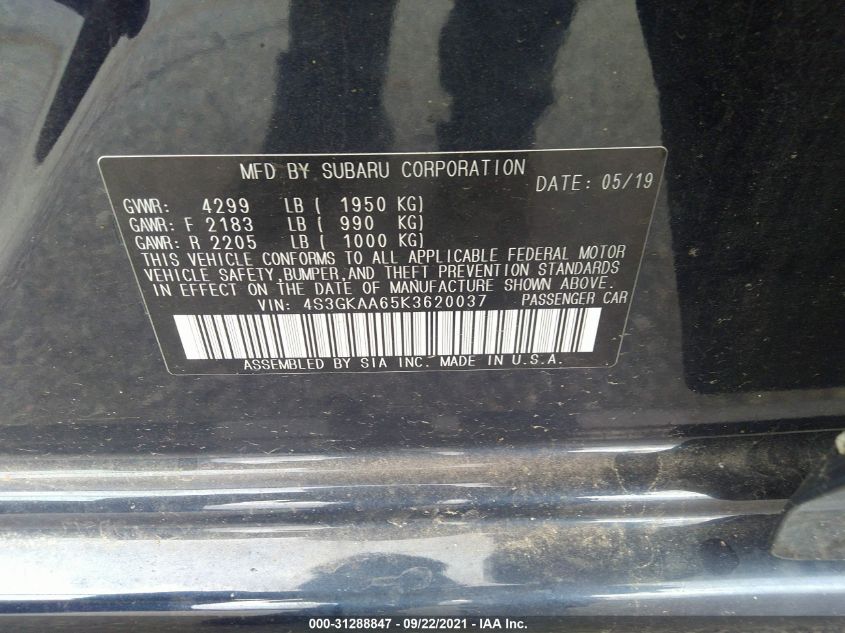 MFD BY SUBARU CORPORATION DATE: 05/19
GVWR: 4299 LB ( 1950 KG)
GAWR: F 2183 LB ( 990 KG)
GAWR: R 2205 LB ( 1000 KG)
THIS VEHICLE CONFORMS TO ALL APPLICABLE FEDERAL MOTOR
VEHICLE SAFETY,BUMPER,AND THEFT PREVENTION STANDARDS
IN EFFECT ON THE DATE OF MANUFACTURE SHOWN ABOVE.
VIN: 4S3GKAA65K3620037 PASSENGER CAR
ASSEMBLED BY SIA INC. MADE IN U.S.A.
000-31288847 - 09/22/2021 - IAA Inc.